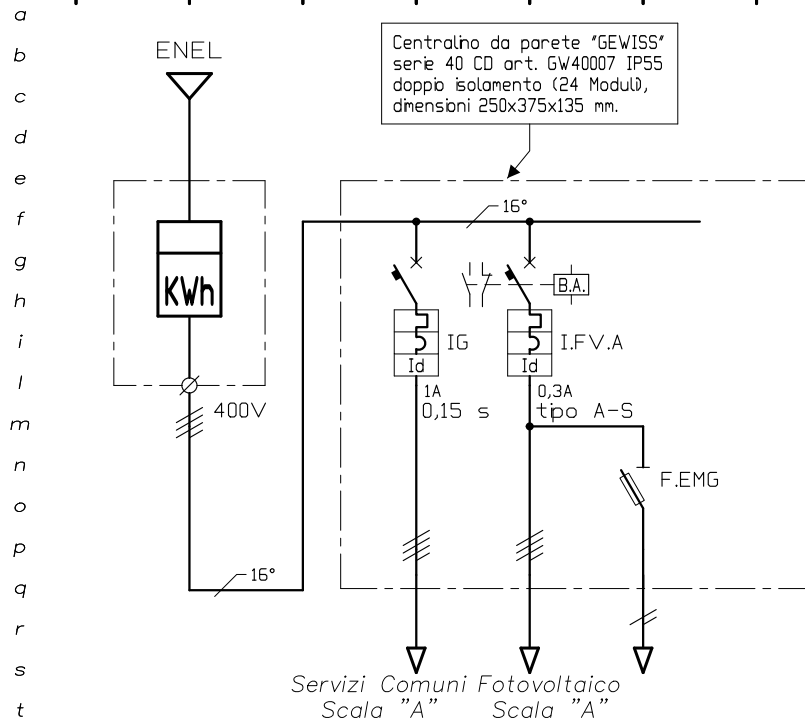 a
b
c
d
e
f
g
h
i
l
m
n
o
p
q
r
s
t
ENEL
Centralino da parete "GEWISS"
serie 40 CD art. GW40007 IP55
doppio isolamento (24 Moduli),
dimensioni 250x375x135 mm.
16°
KWh
B.A.
IG
I.FV.A
Id
Id
1A
0,15 s
0,3A
tipo A-S
400V
F.EMG
16°
Servizi Comuni
Scala "A"
Fotovoltaico
Scala "A"